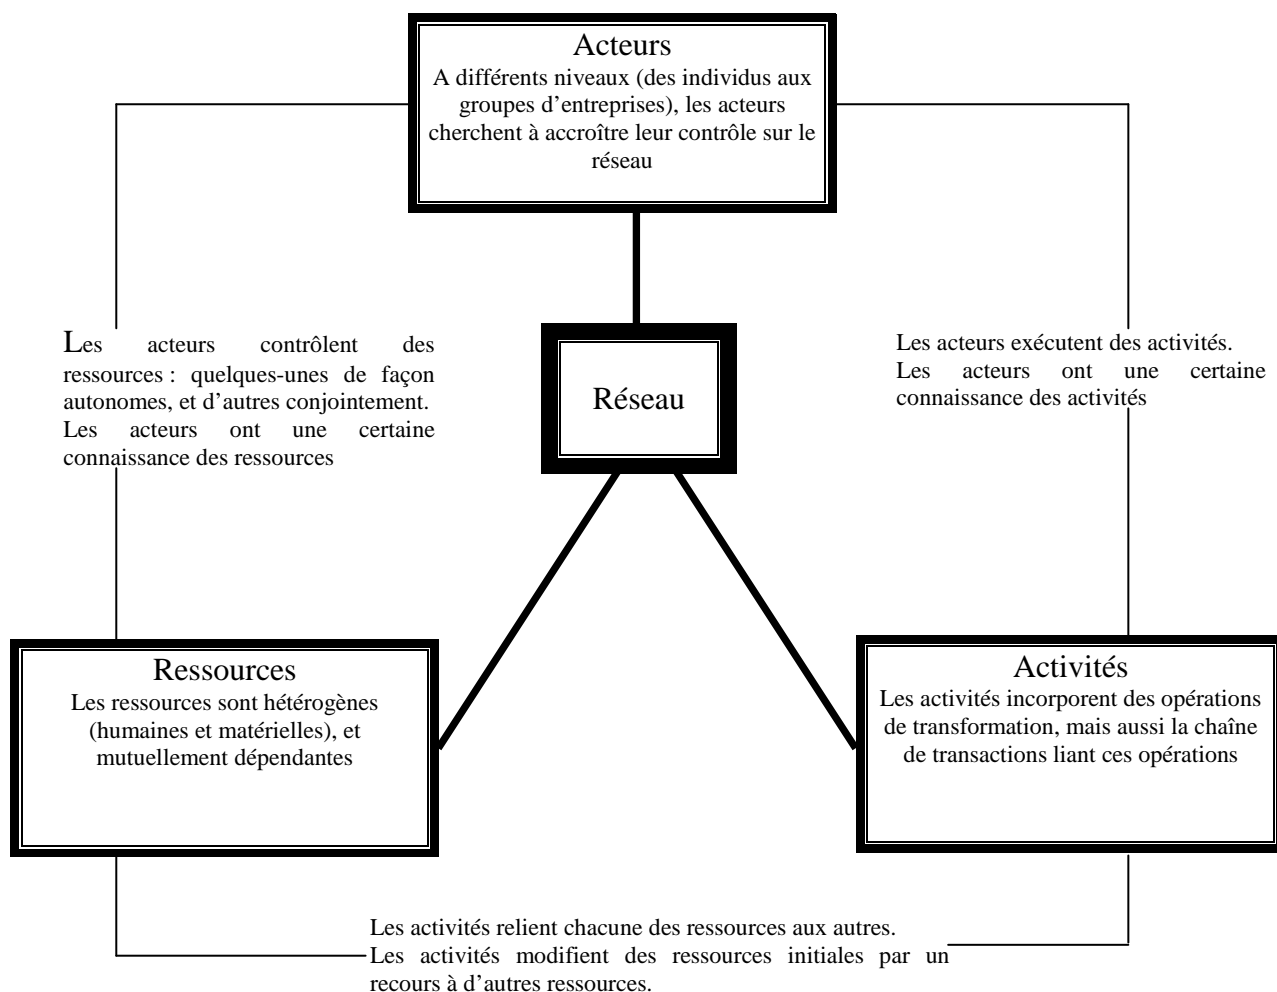 Acteurs
A différents niveaux (des individus aux
groupes d’entreprises), les acteurs
cherchent à accroître leur contrôle sur le
réseau
Les acteurs contrôlent des
ressources : quelques-unes de façon
autonomes, et d’autres conjointement.
Les acteurs ont une certaine
connaissance des ressources
Réseau
Les acteurs exécutent des activités.
Les acteurs ont une certaine
connaissance des activités
Ressources
Les ressources sont hétérogènes
(humaines et matérielles), et
mutuellement dépendantes
Activités
Les activités incorporent des opérations
de transformation, mais aussi la chaîne
de transactions liant ces opérations
Les activités relient chacune des ressources aux autres.
Les activités modifient des ressources initiales par un
recours à d’autres ressources.